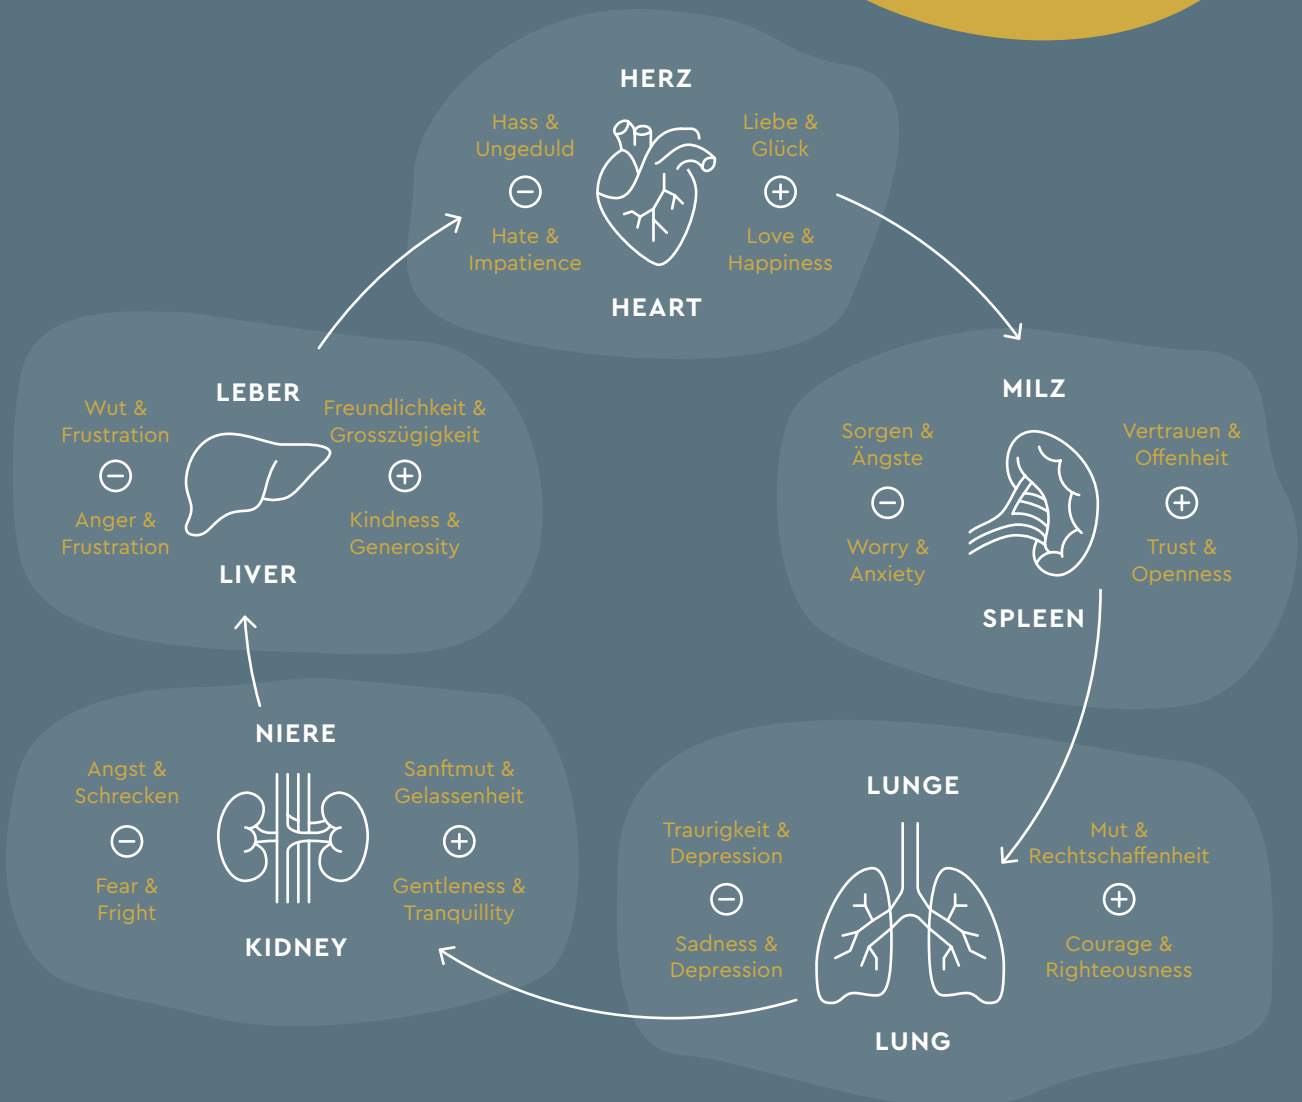 HERZ
Hass &
Ungeduld
Hate &
Impatience
Liebe &
Glück
Love &
Happiness
HEART
MILZ
Sorgen &
Ängste
Worry &
Anxiety
Vertrauen &
Offenheit
Trust &
Openness
SPLEEN
LUNGE
Traurigkeit &
Depression
Sadness &
Depression
Mut &
Rechtschaffenheit
Courage &
Righteousness
LUNG
NIERE
Angst &
Schrecken
Fear &
Fright
Sanftmut &
Gelassenheit
Gentleness &
Tranquillity
KIDNEY
LEBER
Wut &
Frustration
Anger &
Frustration
Freundlichkeit &
Grosszügigkeit
Kindness &
Generosity
LIVER